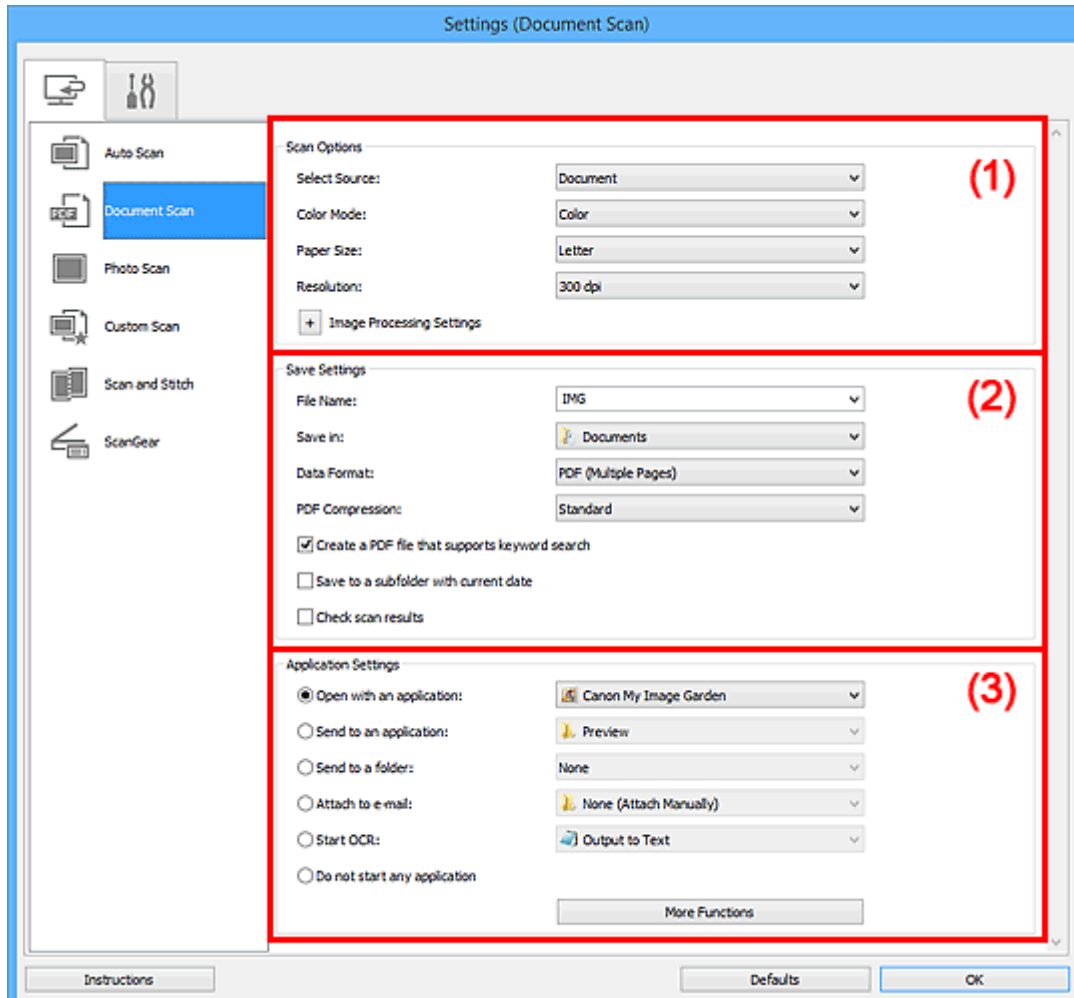 Settings (Document Scan)
Auto Scan
PDF Document Scan
Photo Scan
Custom Scan
Scan and Stitch
ScanGear
Scan Options
(1)
Select Source: Document
Color Mode: Color
Paper Size: Letter
Resolution: 300 dpi
+ Image Processing Settings
Save Settings
(2)
File Name: IMG
Save in: Documents
Data Format: PDF (Multiple Pages)
PDF Compression: Standard
Create a PDF file that supports keyword search
Save to a subfolder with current date
Check scan results
Application Settings
(3)
Open with an application: Canon My Image Garden
Send to an application: Preview
Send to a folder: None
Attach to e-mail: None (Attach Manually)
Start OCR: Output to Text
Do not start any application
More Functions
Instructions Defaults OK